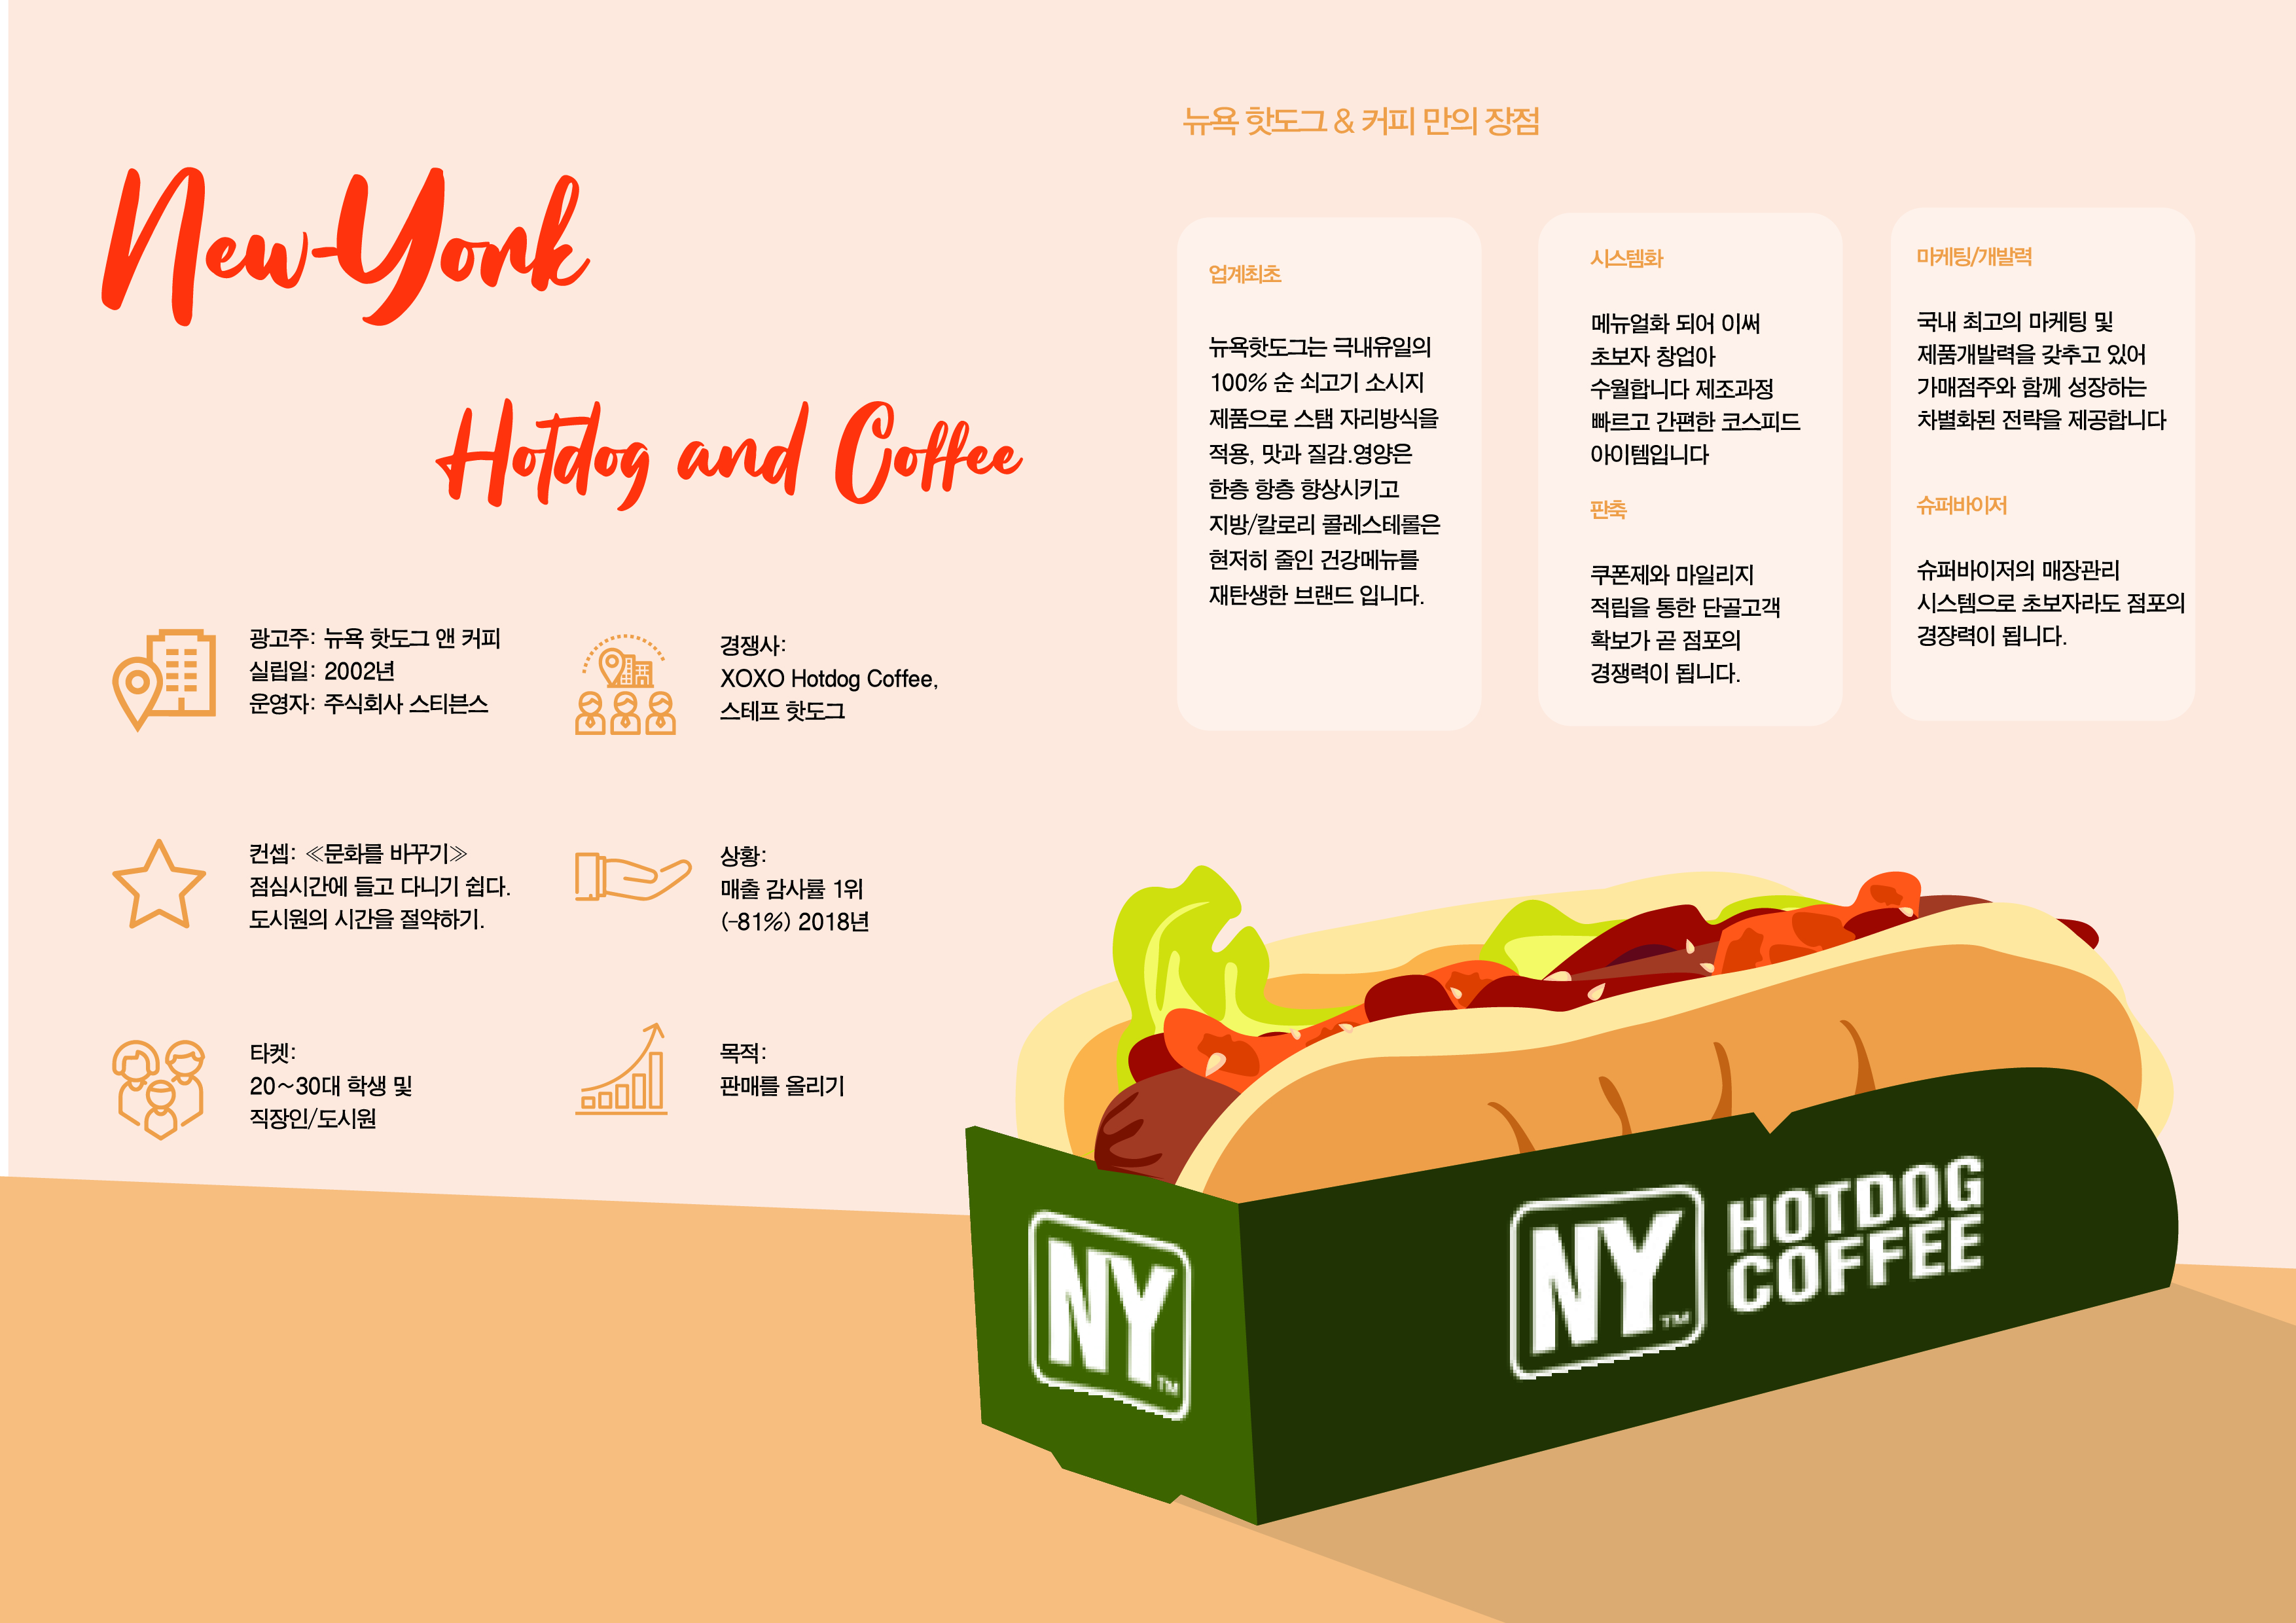 New-York
Hotdog and Coffee
광고주: 뉴욕 핫도그 앤 커피
실립일: 2002년
운영자: 주식회사 스티븐스
경쟁사:
XOXO Hotdog Coffee,
스테프 핫도그
컨셉: ≪문화를 바꾸기≫
점심시간에 들고 다니기 쉽다.
도시원의 시간을 절약하기.
상황:
매출 감사률 1위
(-81%) 2018년
타켓:
20~30대 학생 및
직장인/도시원
목적:
판매를 올리기
뉴욕 핫도그 & 커피 만의 장점
업계최초
뉴욕핫도그는 극내유일의
100% 순 쇠고기 소시지
제품으로 스탬 자리방식을
적용, 맛과 질감.영양은
한층 항층 향상시키고
지방/칼로리 콜레스테롤은
현저히 줄인 건강메뉴를
재탄생한 브랜드 입니다.
시스템화
메뉴얼화 되어 이써
초보자 창업아
수월합니다 제조과정
빠르고 간편한 코스피드
아이템입니다
판축
쿠폰제와 마일리지
적립을 통한 단골고객
확보가 곧 점포의
경쟁력이 됩니다.
마케팅/개발력
국내 최고의 마케팅 및
제품개발력을 갖추고 있어
가매점주와 함께 성장하는
차별화된 전략을 제공합니다
슈퍼바이저
슈퍼바이저의 매장관리
시스템으로 초보자라도 점포의
경쟝력이 됩니다.
NY™
NY™
HOTDOG
COFFEE